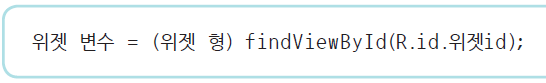 위젯 변수 = (위젯 형) findViewById(R.id.위젯id);